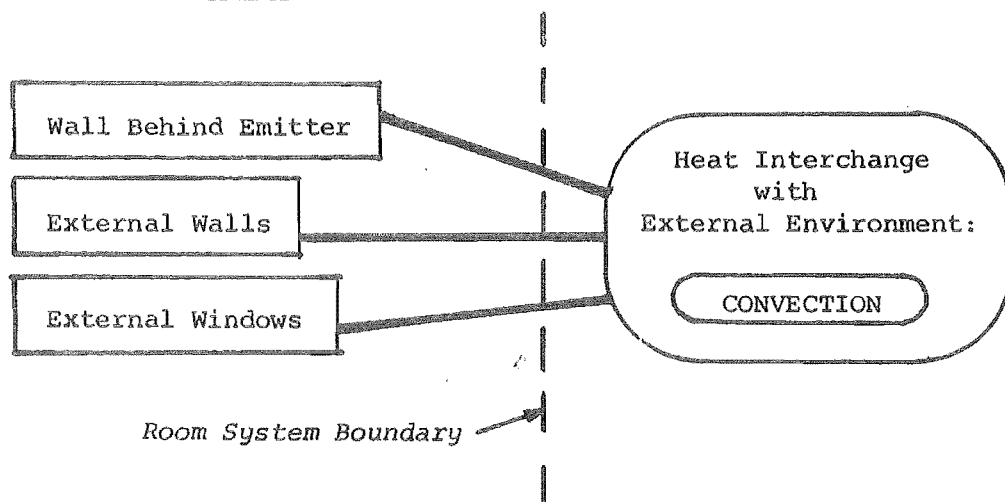 Wall Behind Emitter
External Walls
External Windows
Heat Interchange
with
External Environment:
CONVECTION
Room System Boundary